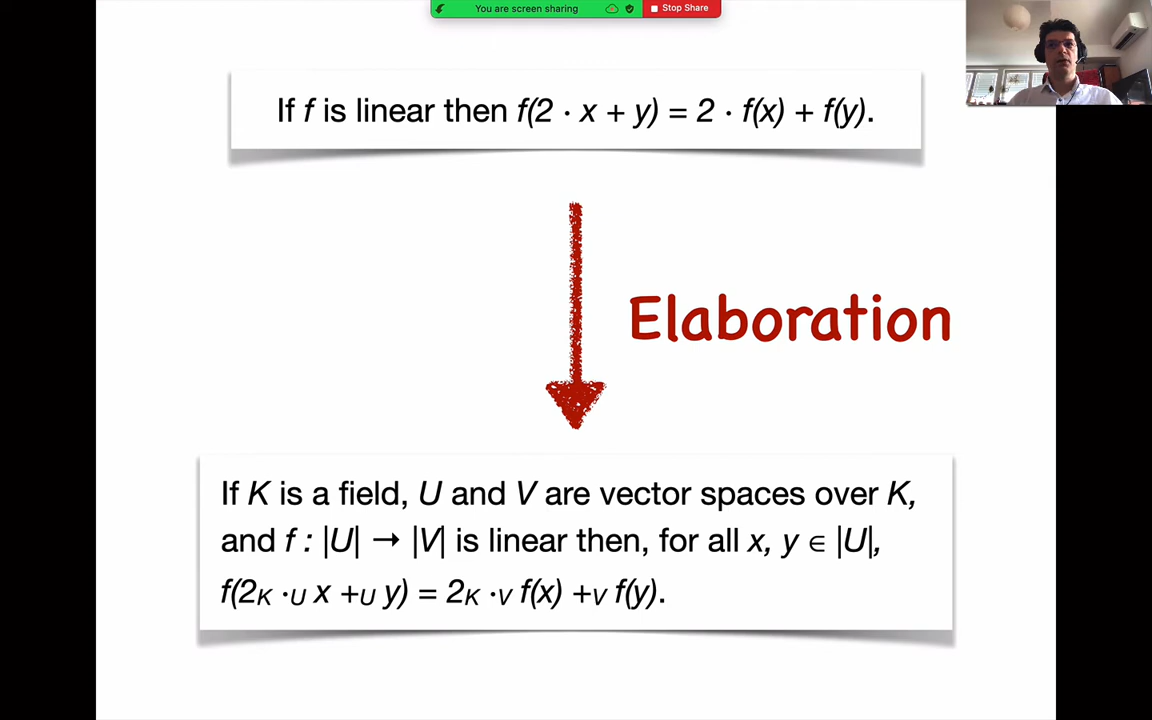 You are screen sharing
Stop Share
If f is linear then f(2 · x + y) = 2 · f(x) + f(y).
Elaboration
If K is a field, U and V are vector spaces over K,
and f : |U| → |V| is linear then, for all x, y ∈ |U|,
f(2K ·U x +U y) = 2K ·V f(x) +V f(y).